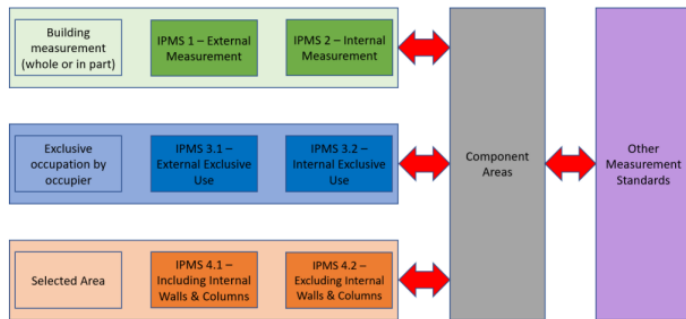 Building
measurement
(whole or in part)
IPMS 1 – External
Measurement
IPMS 2 – Internal
Measurement
Exclusive
occupation by
occupier
IPMS 3.1 –
External Exclusive
Use
IPMS 3.2 –
Internal Exclusive
Use
Selected Area
IPMS 4.1 –
Including Internal
Walls & Columns
IPMS 4.2 –
Excluding Internal
Walls & Columns
Component
Areas
Other
Measurement
Standards